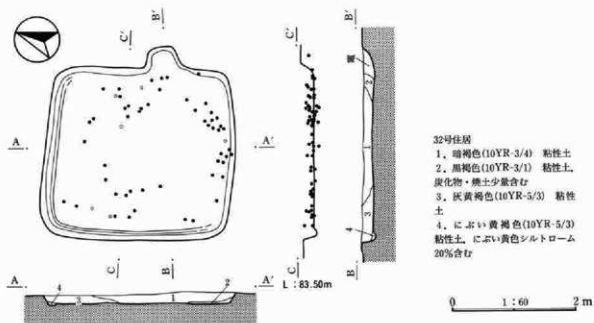 B'
C'
C'
B'
2
A
A'
1
3
4
C
B
C
L:83.50m
B
A
A'
4
3
1
2
32号住居
1, 暗褐色(10YR-3/4) 粘性土
2, 黒褐色(10YR-3/1) 粘性土,
炭化物・焼土少量含む
3, 灰黄褐色(10YR-5/3) 粘性
土
4, にぶい黄褐色(10YR-5/3)
粘性土, にぶい黄色シルトローム
20%含む
0 1:60 2m